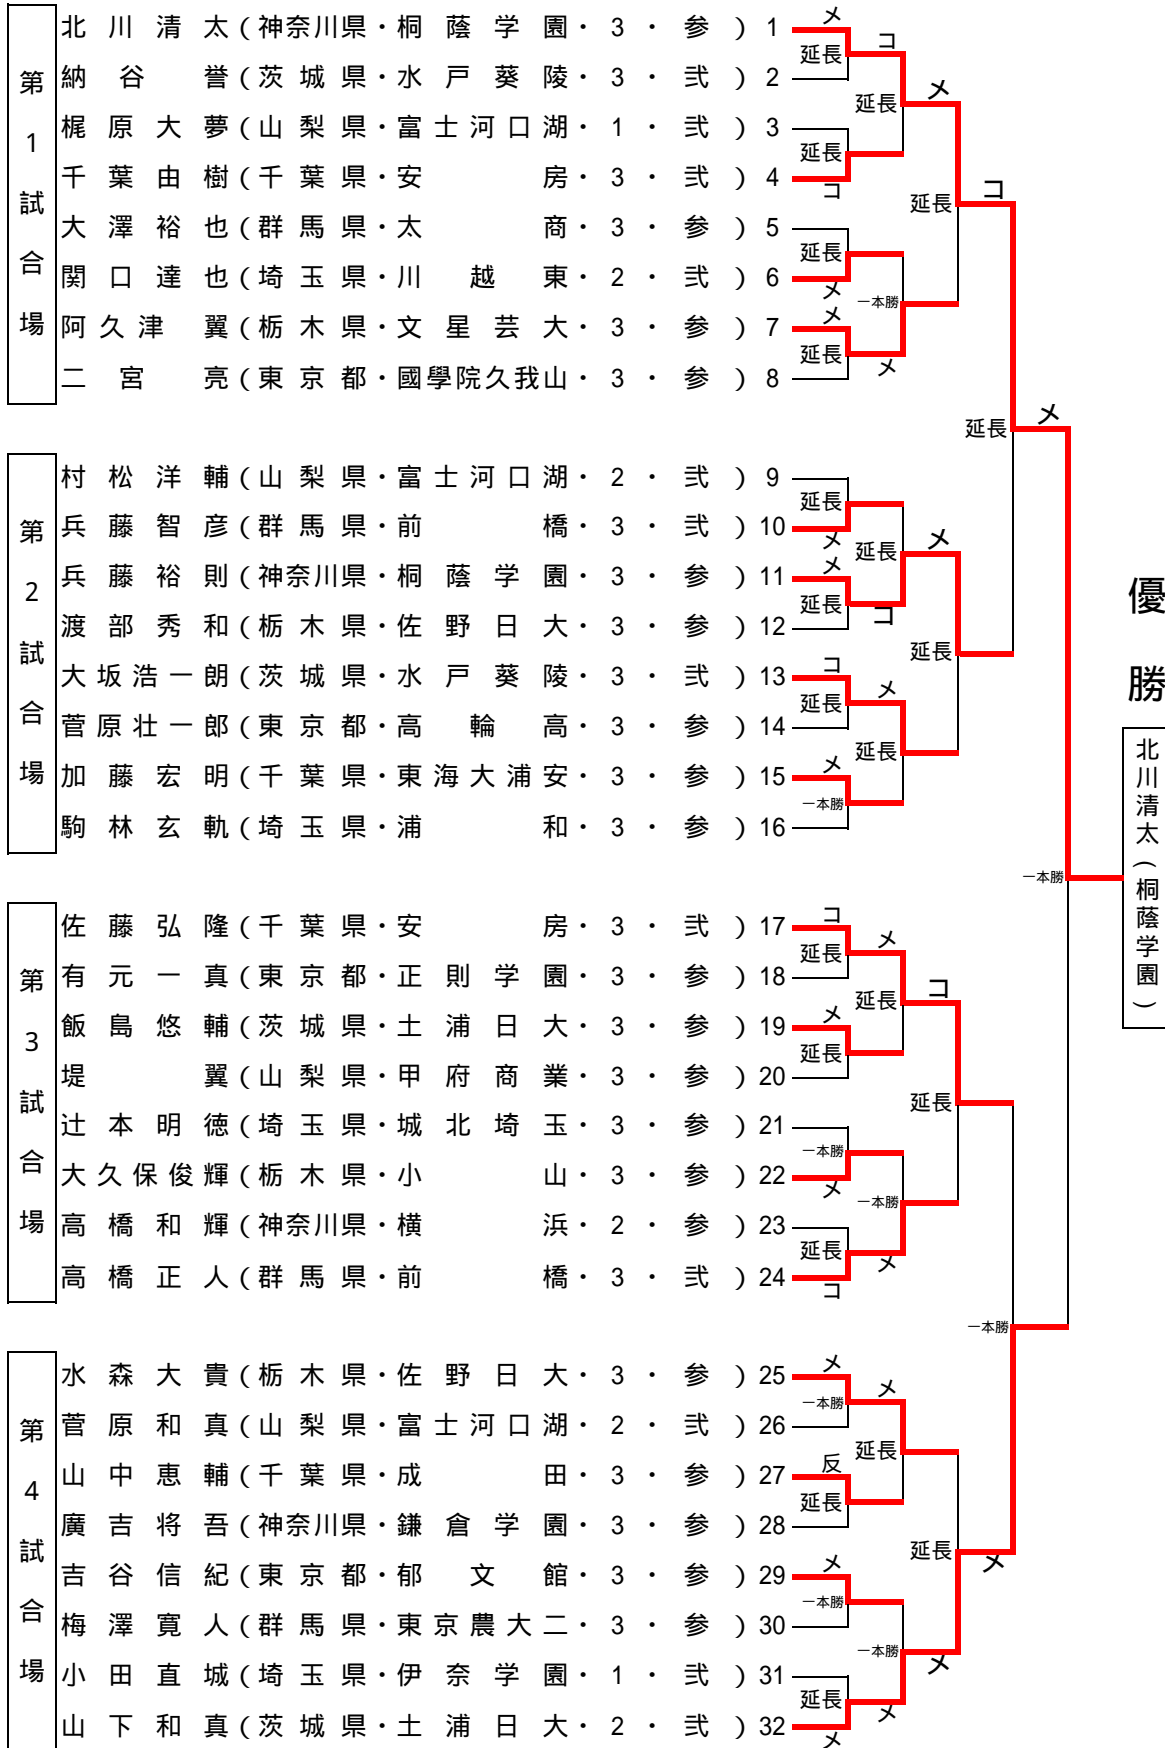 第1試合場
北川清太(神奈川県・桐蔭学園・3・参)1
納谷誉(茨城県・水戸葵陵・3・弐)2
梶原大夢(山梨県・富士河口湖・1・弐)3
千葉由樹(千葉県・安房・3・弐)4
大澤裕也(群馬県・太商・3・参)5
関口達也(埼玉県・川越東・2・弐)6
阿久津翼(栃木県・文星芸大・3・参)7
二宮亮(東京都・國學院久我山・3・参)8
メ
延長
コ
延長
メ
延長
コ
延長
コ
延長
メ
一本勝
メ
延長
メ
延長
メ
第2試合場
村松洋輔(山梨県・富士河口湖・2・弐)9
兵藤智彦(群馬県・前橋・3・弐)10
兵藤裕則(神奈川県・桐蔭学園・3・参)11
渡部秀和(栃木県・佐野日大・3・参)12
大坂浩一朗(茨城県・水戸葵陵・3・弐)13
菅原壮一郎(東京都・高輪高・3・参)14
加藤宏明(千葉県・東海大浦安・3・参)15
駒林玄軌(埼玉県・浦和・3・参)16
延長
メ
延長
メ
メ
延長
コ
延長
コ
延長
メ
延長
メ
一本勝
優勝
北川清太(桐蔭学園)
一本勝
第3試合場
佐藤弘隆(千葉県・安房・3・弐)17
有元一真(東京都・正則学園・3・参)18
飯島悠輔(茨城県・土浦日大・3・参)19
堤翼(山梨県・甲府商業・3・参)20
辻本明徳(埼玉県・城北埼玉・3・参)21
大久保俊輝(栃木県・小山・3・参)22
高橋和輝(神奈川県・横浜・2・参)23
高橋正人(群馬県・前橋・3・弐)24
コ
延長
メ
延長
コ
メ
延長
延長
一本勝
メ
一本勝
延長
メ
コ
一本勝
第4試合場
水森大貴(栃木県・佐野日大・3・参)25
菅原和真(山梨県・富士河口湖・2・弐)26
山中恵輔(千葉県・成田・3・参)27
廣吉将吾(神奈川県・鎌倉学園・3・参)28
吉谷信紀(東京都・郁文館・3・参)29
梅澤寛人(群馬県・東京農大二・3・参)30
小田直城(埼玉県・伊奈学園・1・弐)31
山下和真(茨城県・土浦日大・2・弐)32
メ
一本勝
メ
延長
反
延長
延長
メ
メ
一本勝
一本勝
メ
延長
メ
メ